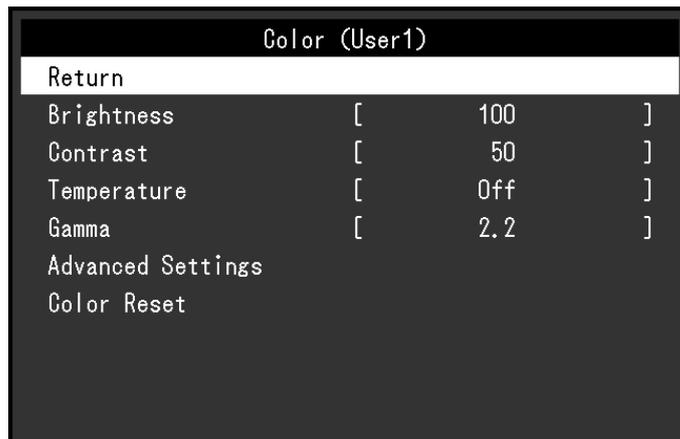 Color (User1)
Return
Brightness [ 100 ]
Contrast [ 50 ]
Temperature [ Off ]
Gamma [ 2.2 ]
Advanced Settings
Color Reset